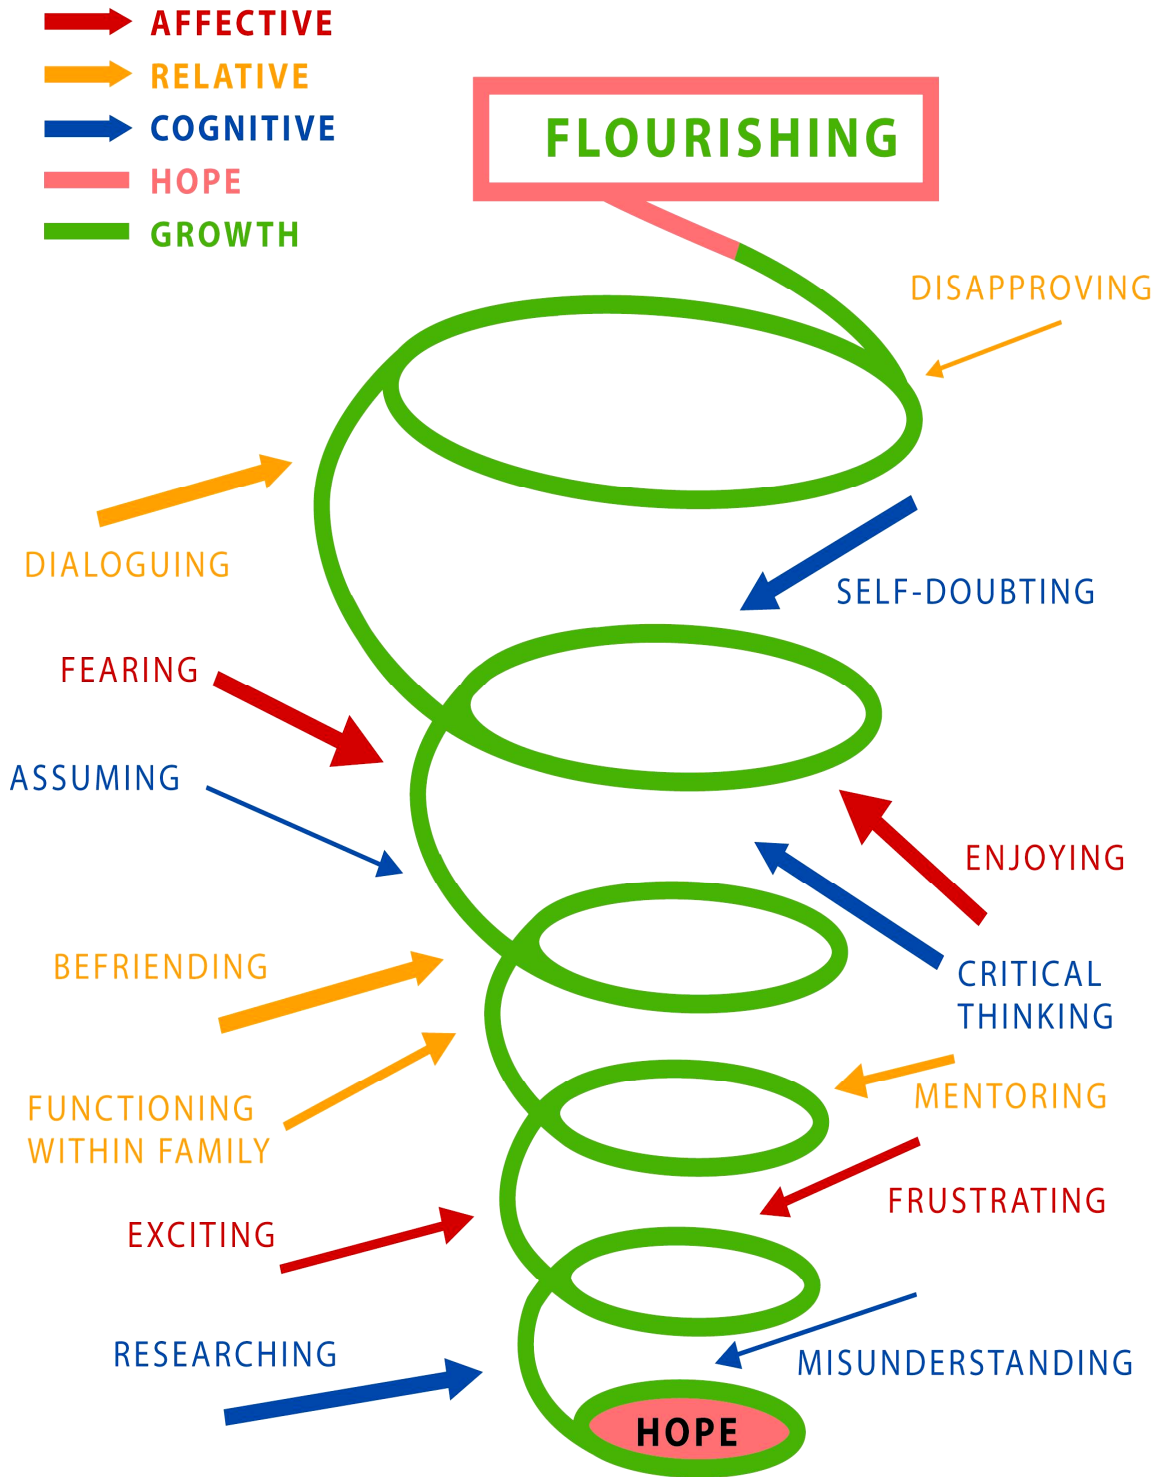 AFFECTIVE
RELATIVE
COGNITIVE
HOPE
GROWTH
FLOURISHING
DISAPPROVING
DIALOGUING
SELF-DOUBTING
FEARING
ASSUMING
ENJOYING
BEFRIENDING
CRITICAL
THINKING
FUNCTIONING
WITHIN FAMILY
MENTORING
FRUSTRATING
EXCITING
RESEARCHING
MISUNDERSTANDING
HOPE